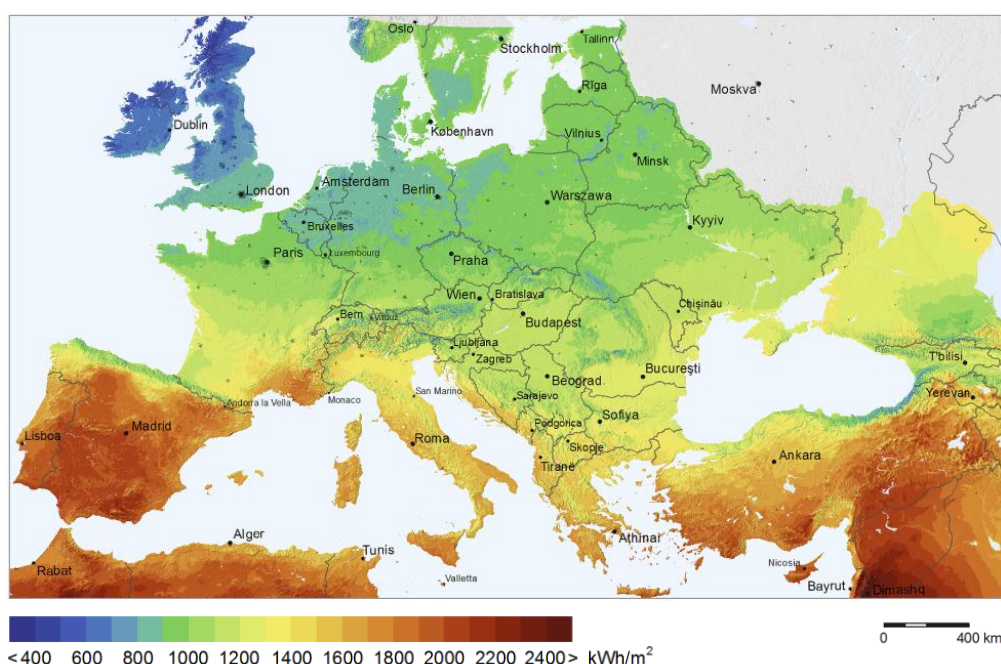 Oslo
Stockholm
Tallinn
Rīga
Moskva
Dublin
København
Vilnius
Minsk
London
Amsterdam
Berlin
Warszawa
Bruxelles
Kyyiv
Paris
Luxembourg
Praha
Wien
Bratislava
Bern
Vaduz
Budapest
Chişinău
Ljubljana
Zagreb
T'bilisi
Beograd
Bucureşti
San Marino
Monaco
Sarajevo
Yerevan
Andorra la Vella
Podgorica
Sofiya
Lisboa
Madrid
Roma
Skopje
Tiranë
Ankara
Alger
Athinai
Tunis
Rabat
Valletta
Nicosia
Bayrut
Dimashq
<400 600 800 1000 1200 1400 1600 1800 2000 2200 2400> kWh/m²
0 400 km